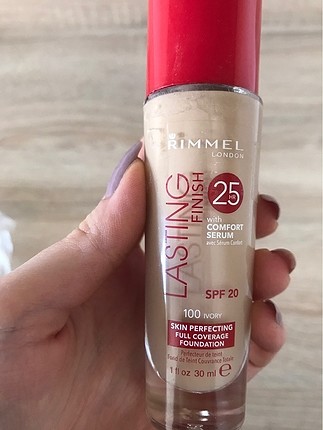 RIMMEL
LONDON
LASTING
FINISH
25
HR
with
COMFORT
SERUM
avec Sérum Confort
SPF 20
100 IVORY
SKIN PERFECTING
FULL COVERAGE
FOUNDATION
Perfecteur de teint
Fond de Teint Couvrance Totale
1 fl oz 30 ml ℮